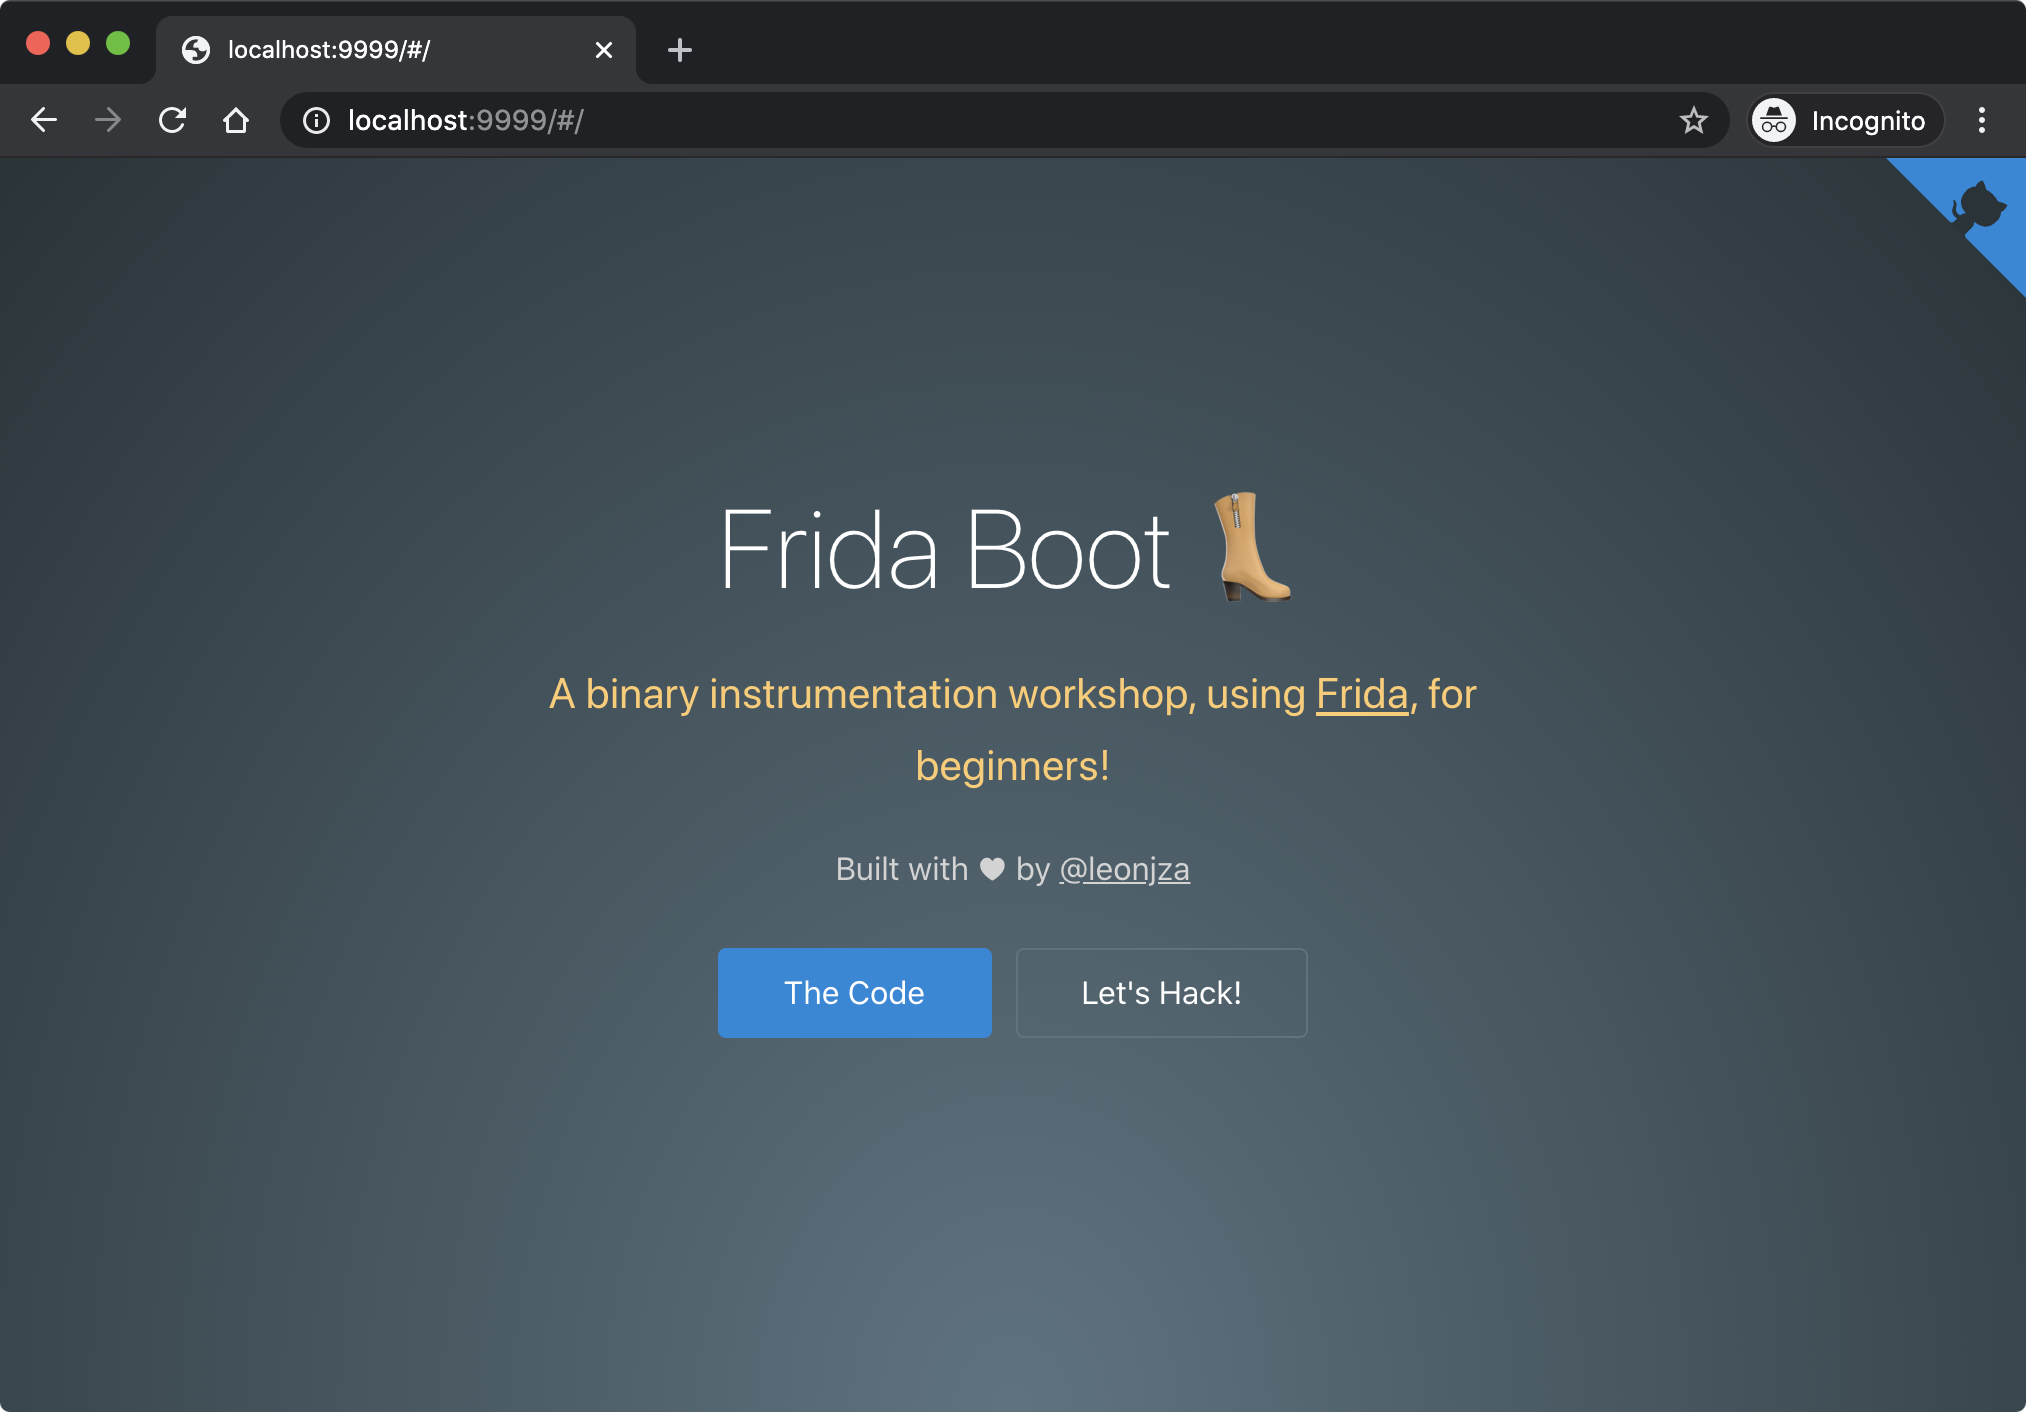 localhost:9999/#/
localhost:9999/#/
Incognito
Frida Boot
A binary instrumentation workshop, using Frida, for
beginners!
Built with by @leonjza
The Code
Let's Hack!